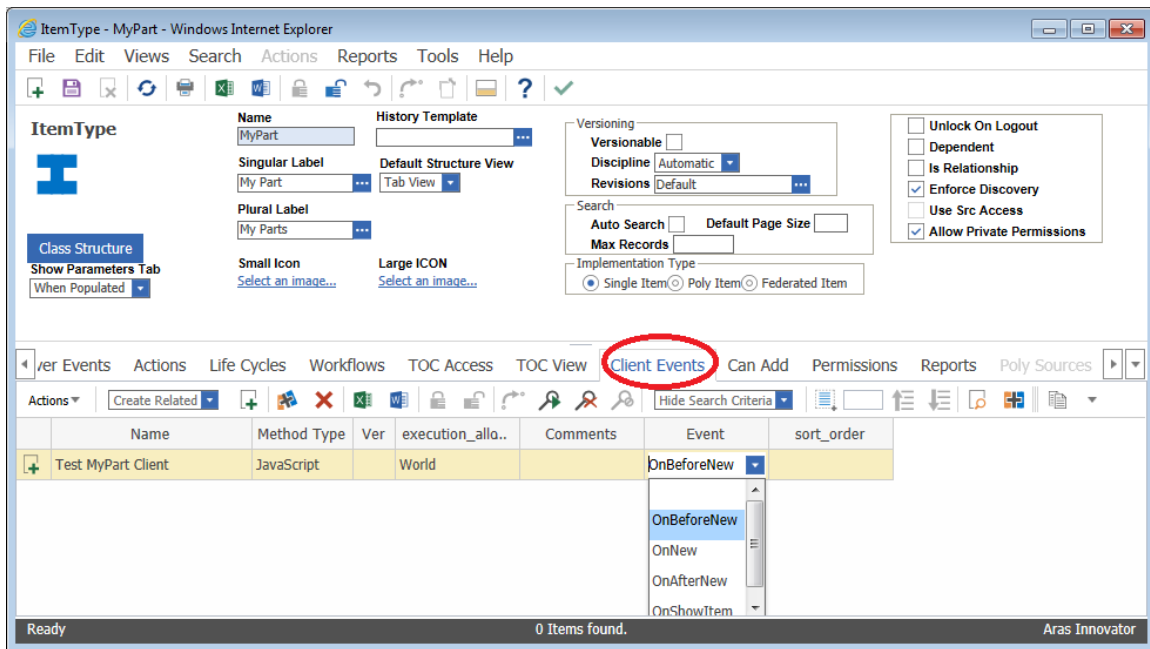 ItemType - MyPart - Windows Internet Explorer
File Edit Views Search Actions Reports Tools Help
ItemType
Name
MyPart
History Template
Singular Label
My Part
Default Structure View
Tab View
Plural Label
My Parts
Class Structure
Show Parameters Tab
When Populated
Small Icon
Select an image...
Large ICON
Select an image...
Versioning
Versionable
Discipline Automatic
Revisions Default
Search
Auto Search Default Page Size
Max Records
Implementation Type
Single Item Poly Item Federated Item
Unlock On Logout
Dependent
Is Relationship
Enforce Discovery
Use Src Access
Allow Private Permissions
ver Events Actions Life Cycles Workflows TOC Access TOC View Client Events Can Add Permissions Reports Poly Sources
Actions Create Related Hide Search Criteria
Name Method Type Ver execution_allo.. Comments Event sort_order
Test MyPart Client JavaScript World OnBeforeNew
OnBeforeNew
OnNew
OnAfterNew
OnShowItem
Ready 0 Items found. Aras Innovator